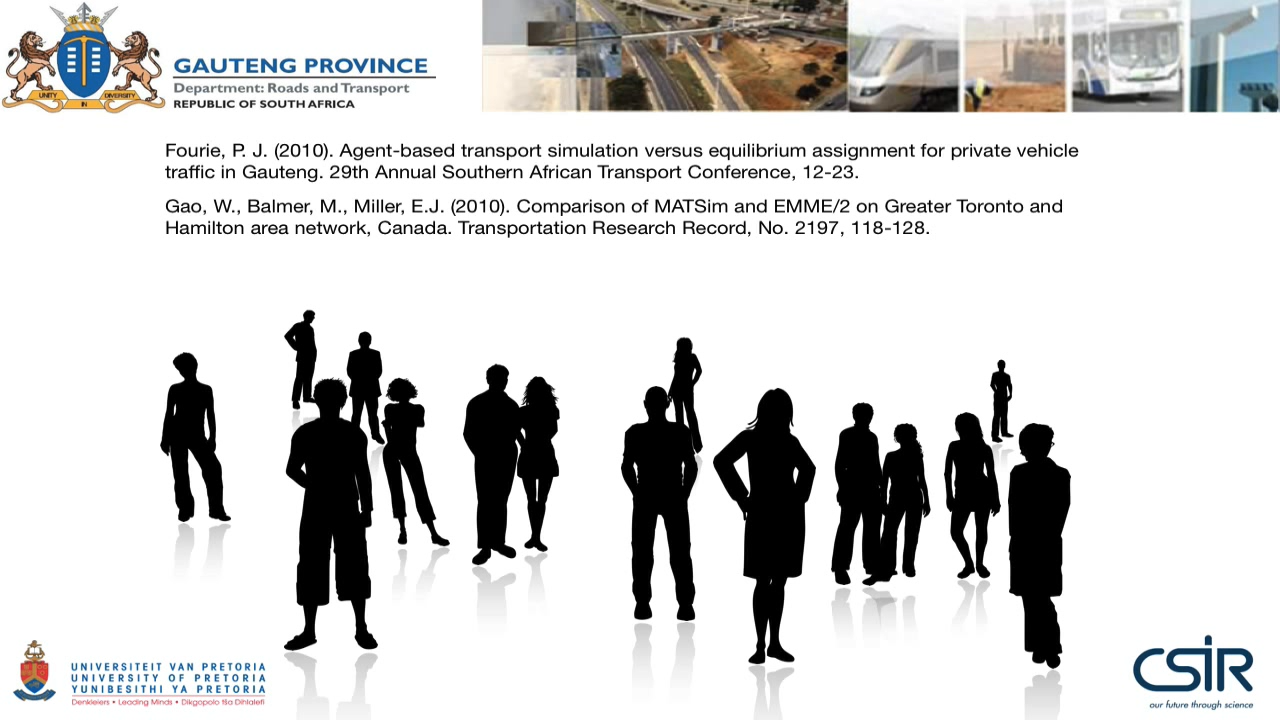 GAUTENG PROVINCE
Department: Roads and Transport
REPUBLIC OF SOUTH AFRICA
UNITY IN DIVERSITY
Fourie, P. J. (2010). Agent-based transport simulation versus equilibrium assignment for private vehicle
traffic in Gauteng. 29th Annual Southern African Transport Conference, 12-23.
Gao, W., Balmer, M., Miller, E.J. (2010). Comparison of MATSim and EMME/2 on Greater Toronto and
Hamilton area network, Canada. Transportation Research Record, No. 2197, 118-128.
UNIVERSITEIT VAN PRETORIA
UNIVERSITY OF PRETORIA
YUNIBESITHI YA PRETORIA
Denkleiers • Leading Minds • Dikgopolo tša Dihlalefi
CSIR
our future through science